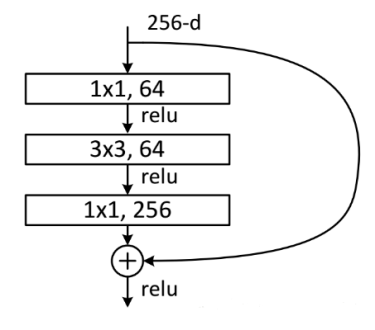 256-d
1x1, 64
relu
3x3, 64
relu
1x1, 256
+
relu